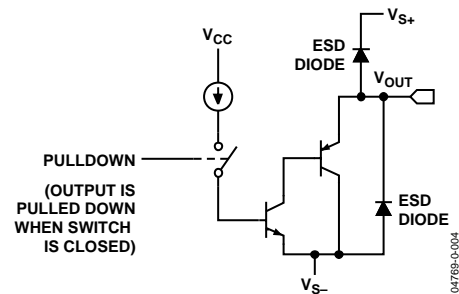 VS+
VCC
ESD
DIODE
VOUT
PULLDOWN
(OUTPUT IS
PULLED DOWN
WHEN SWITCH
IS CLOSED)
ESD
DIODE
VS–
04769-0-004